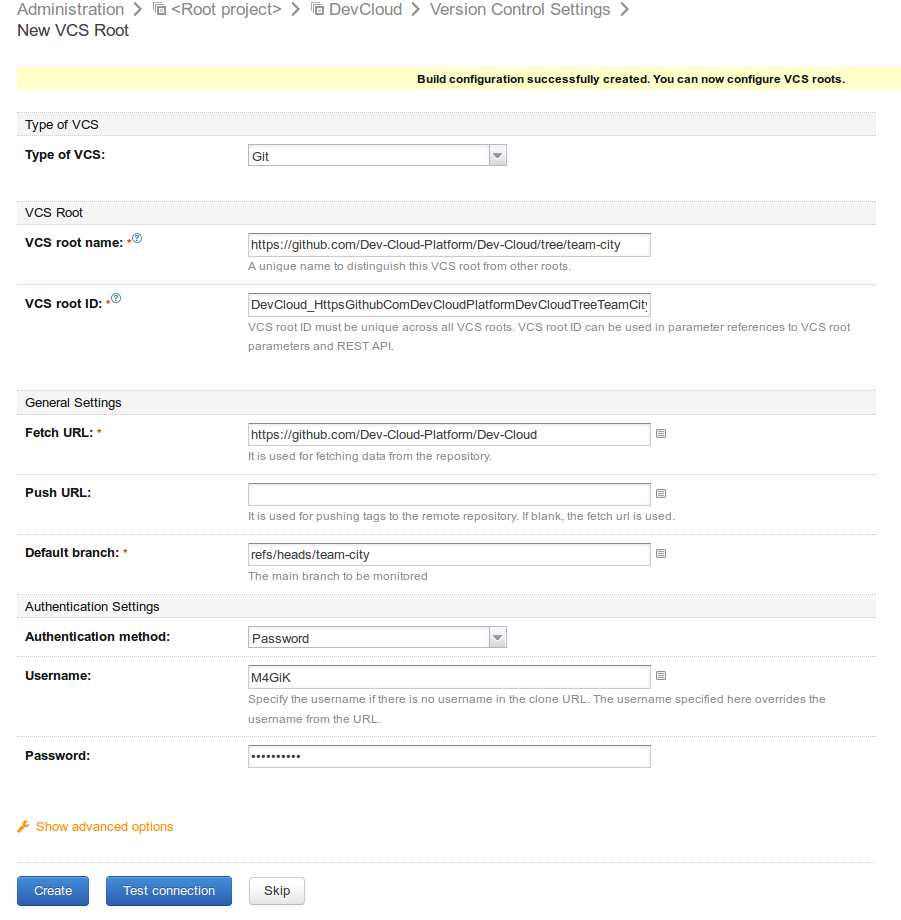 Administration > <Root project> > DevCloud > Version Control Settings >
New VCS Root
Build configuration successfully created. You can now configure VCS roots.
Type of VCS
Type of VCS:
Git
VCS Root
VCS root name: *
https://github.com/Dev-Cloud-Platform/Dev-Cloud/tree/team-city
A unique name to distinguish this VCS root from other roots.
VCS root ID: *
DevCloud_HttpsGithubComDevCloudPlatformDevCloudTreeTeamCity
VCS root ID must be unique across all VCS roots. VCS root ID can be used in parameter references to VCS root
parameters and REST API.
General Settings
Fetch URL: *
https://github.com/Dev-Cloud-Platform/Dev-Cloud
It is used for fetching data from the repository.
Push URL:
It is used for pushing tags to the remote repository. If blank, the fetch url is used.
Default branch: *
refs/heads/team-city
The main branch to be monitored
Authentication Settings
Authentication method:
Password
Username:
M4GiK
Specify the username if there is no username in the clone URL. The username specified here overrides the
username from the URL.
Password:
••••••••••
Show advanced options
Create
Test connection
Skip